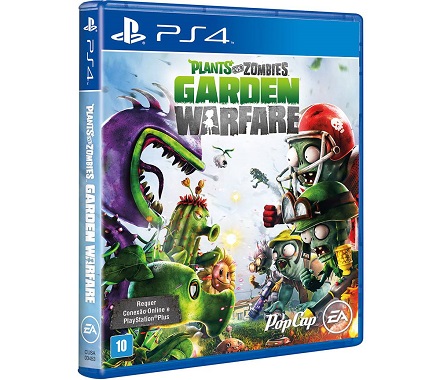 PS4
PLANTS VS. ZOMBIES
GARDEN
WARFARE
Requer
Conexão Online e
PlayStation®Plus
10
PopCap
EA
PS4
PLANTS VS. ZOMBIES GARDEN WARFARE
EA